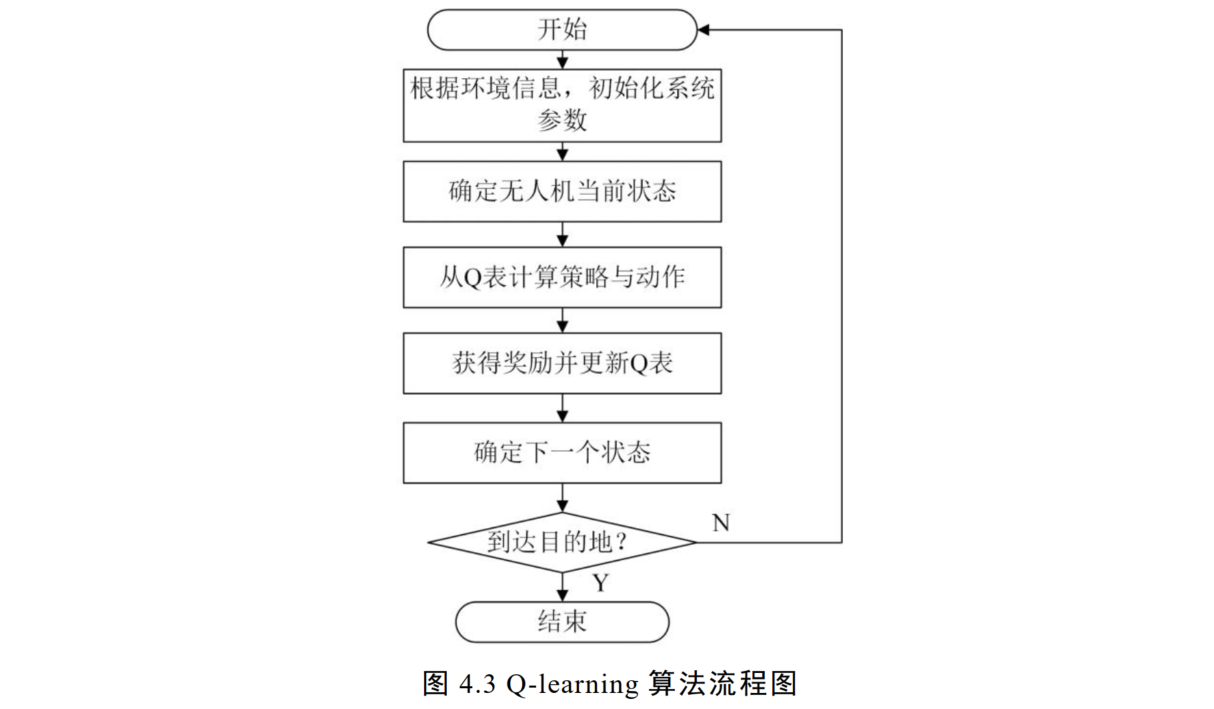 开始
根据环境信息，初始化系统
参数
确定无人机当前状态
从Q表计算策略与动作
获得奖励并更新Q表
确定下一个状态
到达目的地？
N
Y
结束
图 4.3 Q-learning 算法流程图